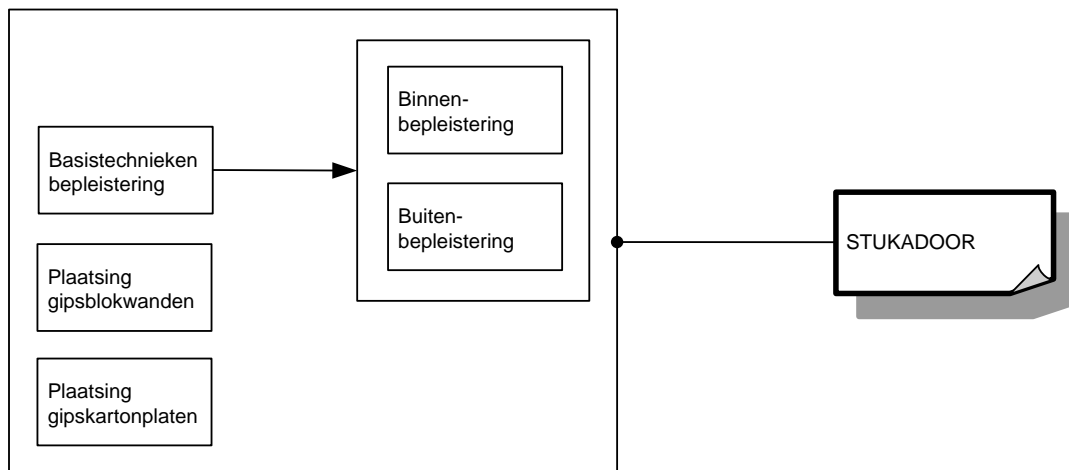 Binnen-
bepleistering
Basistechnieken
bepleistering
Buiten-
bepleistering
STUKADOOR
Plaatsing
gipsblokwanden
Plaatsing
gipskartonplaten